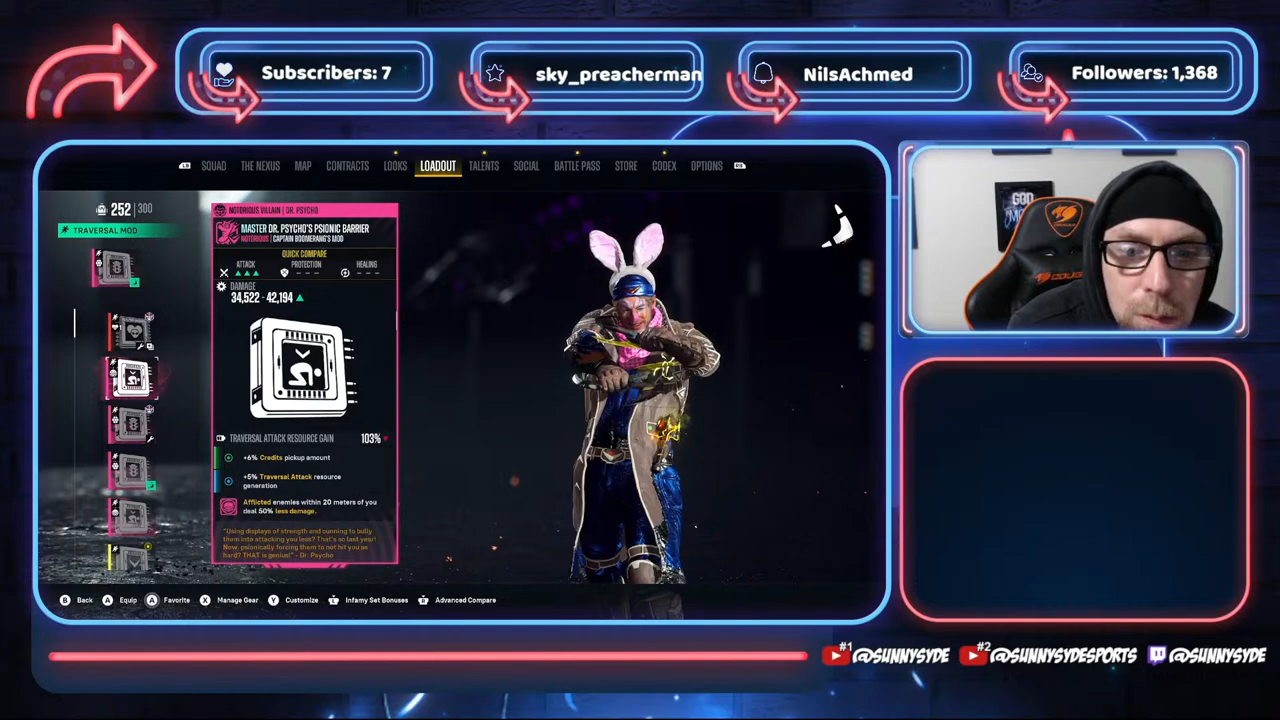 Subscribers: 7
sky_preacherman
NilsAchmed
Followers: 1,368
LB SQUAD THE NEXUS MAP CONTRACTS LOOKS LOADOUT TALENTS SOCIAL BATTLE PASS STORE CODEX OPTIONS RB
252 | 300
TRAVERSAL MOD
NOTORIOUS VILLAIN | DR. PSYCHO
MASTER DR. PSYCHO'S PSIONIC BARRIER
NOTORIOUS | CAPTAIN BOOMERANG'S MOD
QUICK COMPARE
ATTACK PROTECTION HEALING
DAMAGE
34,522 - 42,194
TRAVERSAL ATTACK RESOURCE GAIN 103%
+6% Credits pickup amount
+5% Traversal Attack resource
generation
Afflicted enemies within 20 meters of you
deal 50% less damage.
"Using displays of strength and cunning to bully
them into attacking you less? That's so last year!
Now, psionically forcing them to not hit you as
hard? THAT is genius!" - Dr. Psycho
B Back A Equip A Favorite X Manage Gear Y Customize L Infamy Set Bonuses R Advanced Compare
GOD
COUGAR
#1 @SUNNYSYDE #2 @SUNNYSYDESPORTS @SUNNYSYDE